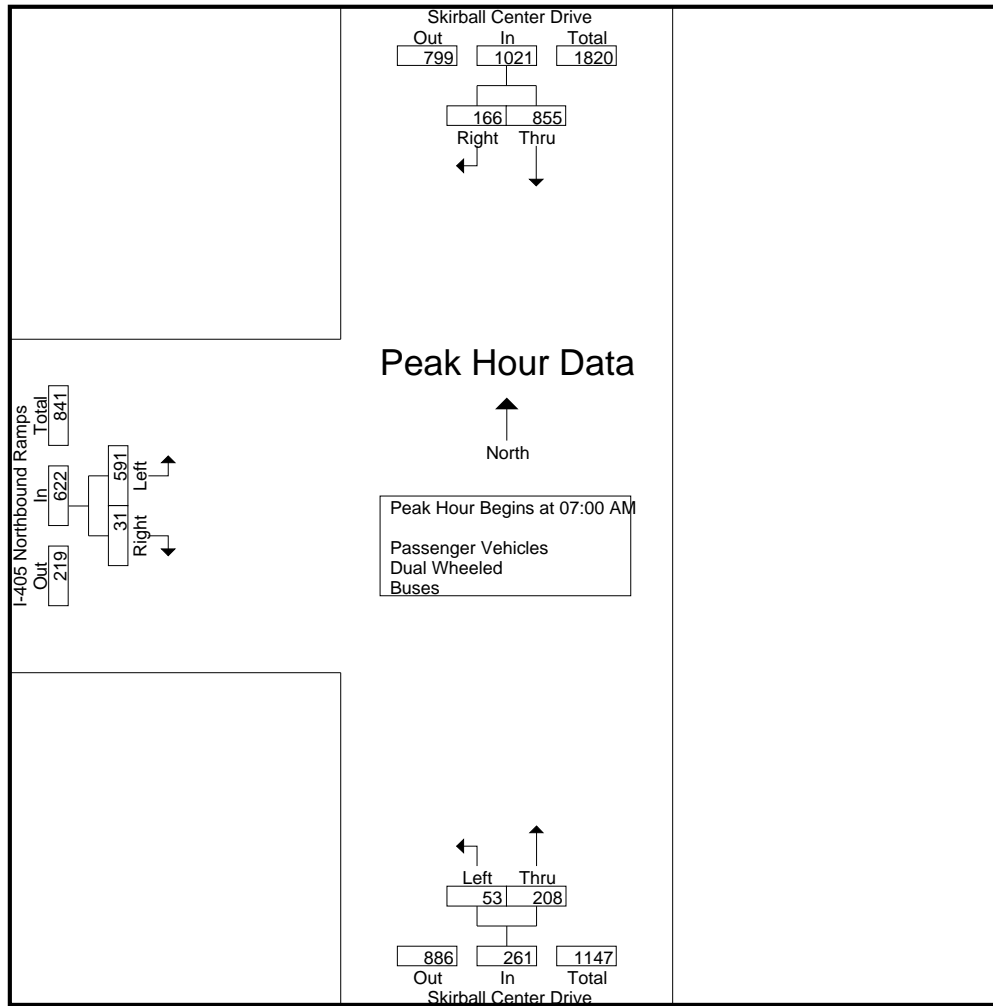 Skirball Center Drive
Out In Total
799 1021 1820
166 855
Right Thru
Peak Hour Data
North
Peak Hour Begins at 07:00 AM
Passenger Vehicles
Dual Wheeled
Buses
I-405 Northbound Ramps
Out In Total
219 622 841
31 591
Right Left
Left Thru
53 208
886 261 1147
Out In Total
Skirball Center Drive